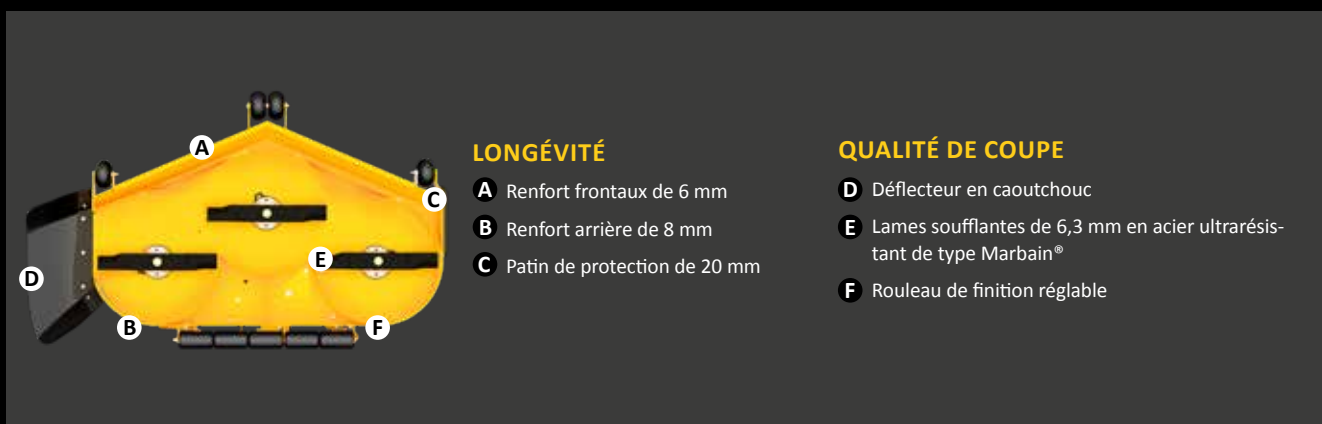 A
C
E
D
B
F
LONGÉVITÉ
A Renfort frontaux de 6 mm
B Renfort arrière de 8 mm
C Patin de protection de 20 mm
QUALITÉ DE COUPE
D Déflecteur en caoutchouc
E Lames soufflantes de 6,3 mm en acier ultrarésis-
tant de type Marbain®
F Rouleau de finition réglable